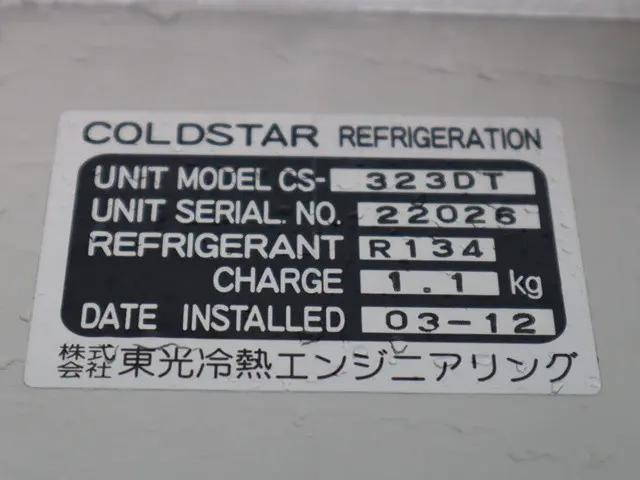 COLDSTAR REFRIGERATION
UNIT MODEL CS- 323DT
UNIT SERIAL NO. 22026
REFRIGERANT R134
CHARGE 1.1 kg
DATE INSTALLED 03-12
株式会社 東光冷熱エンジニアリング